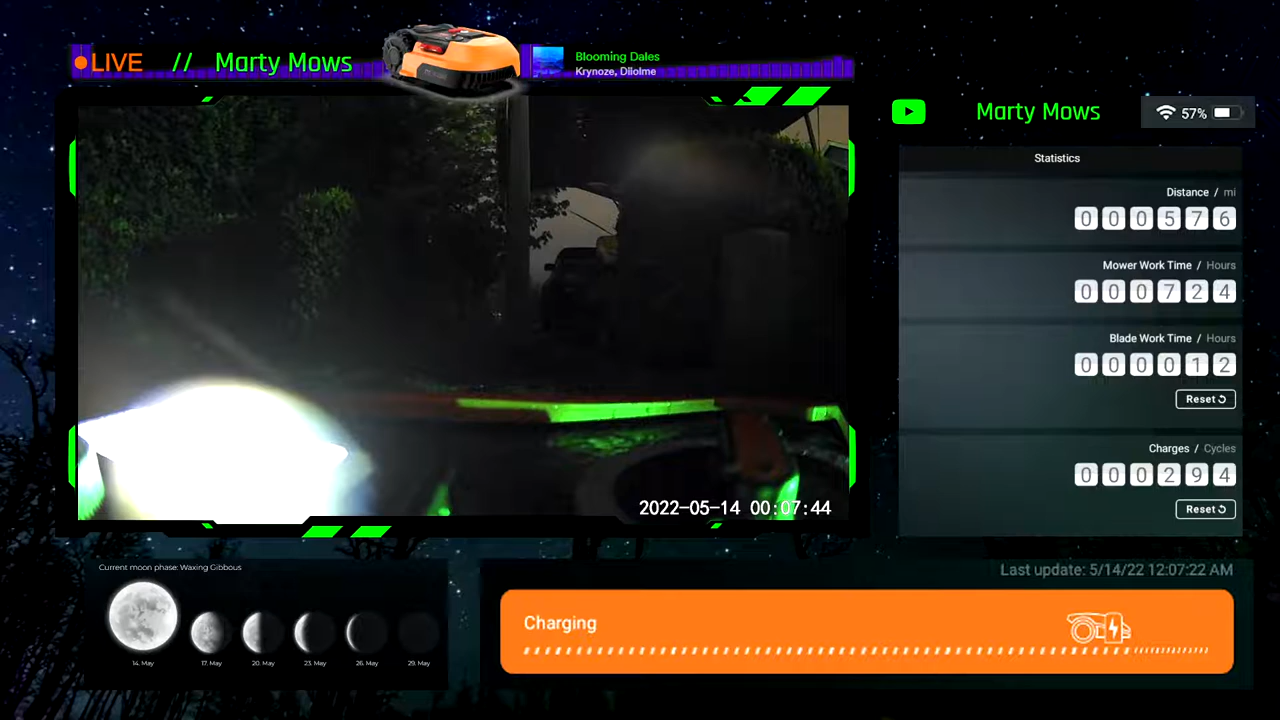 LIVE // Marty Mows
Blooming Dales
Krynoze, Dilolme
Marty Mows
57%
Statistics
Distance / mi
000576
Mower Work Time / Hours
000724
Blade Work Time / Hours
000012
Reset
Charges / Cycles
000294
Reset
2022-05-14 00:07:44
Current moon phase: Waxing Gibbous
14. May 17. May 20. May 23. May 26. May 29. May
Last update: 5/14/22 12:07:22 AM
Charging